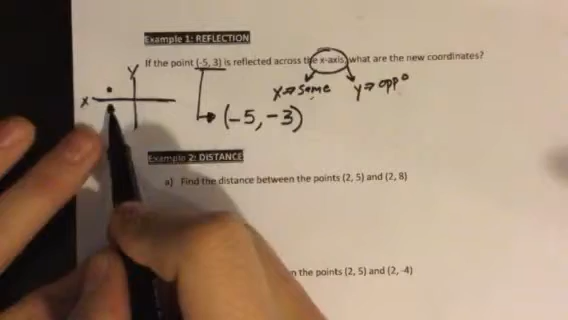 Example 1: REFLECTION
If the point (-5, 3) is reflected across the x-axis, what are the new coordinates?
Y
X
x ⇒ same
y ⇒ opp°
(-5, -3)
Example 2: DISTANCE
a) Find the distance between the points (2, 5) and (2, 8)
the points (2, 5) and (2, -4)